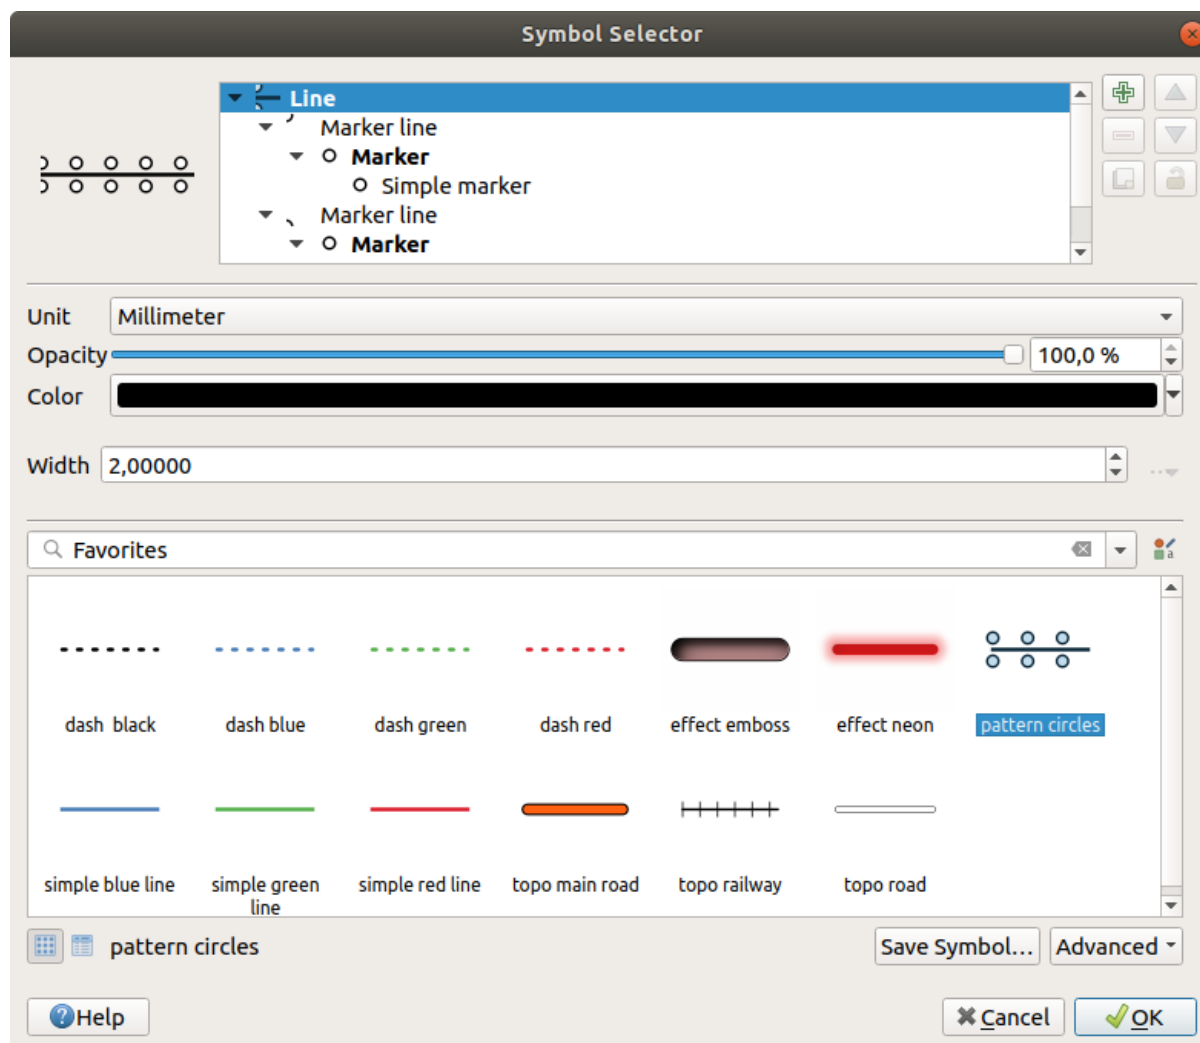 Symbol Selector
Line
Marker line
Marker
Simple marker
Marker line
Marker
Unit Millimeter
Opacity 100,0 %
Color
Width 2,00000
Favorites
a
dash  black dash blue dash green dash red effect emboss effect neon pattern circles
simple blue line simple green simple red line topo main road topo railway topo road
line
pattern circles Save Symbol... Advanced
?Help Cancel OK